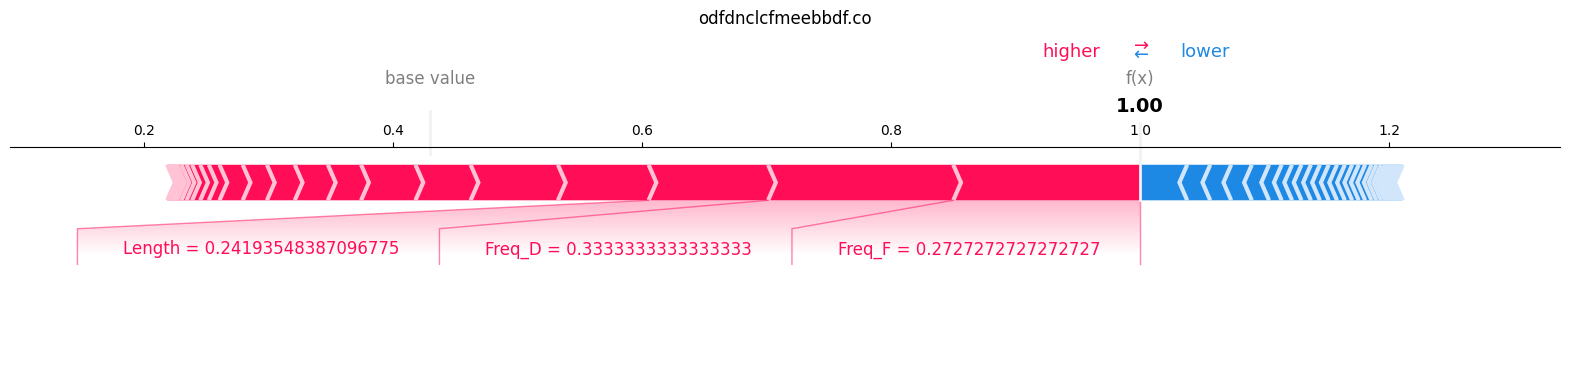 odfdnclcfmeebbdf.co
higher → ← lower
base value f(x)
1.00
0.2 0.4 0.6 0.8 1.0 1.2
Length = 0.24193548387096775 Freq_D = 0.3333333333333333 Freq_F = 0.2727272727272727